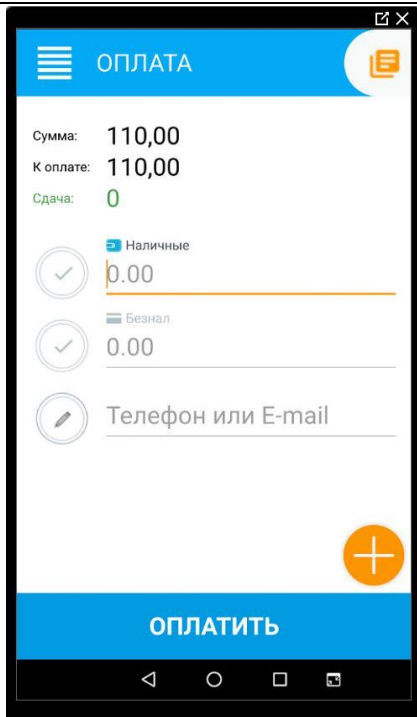 ОПЛАТА
Сумма: 110,00
К оплате: 110,00
Сдача: 0
Наличные
0.00
Безнал
0.00
Телефон или E-mail
ОПЛАТИТЬ